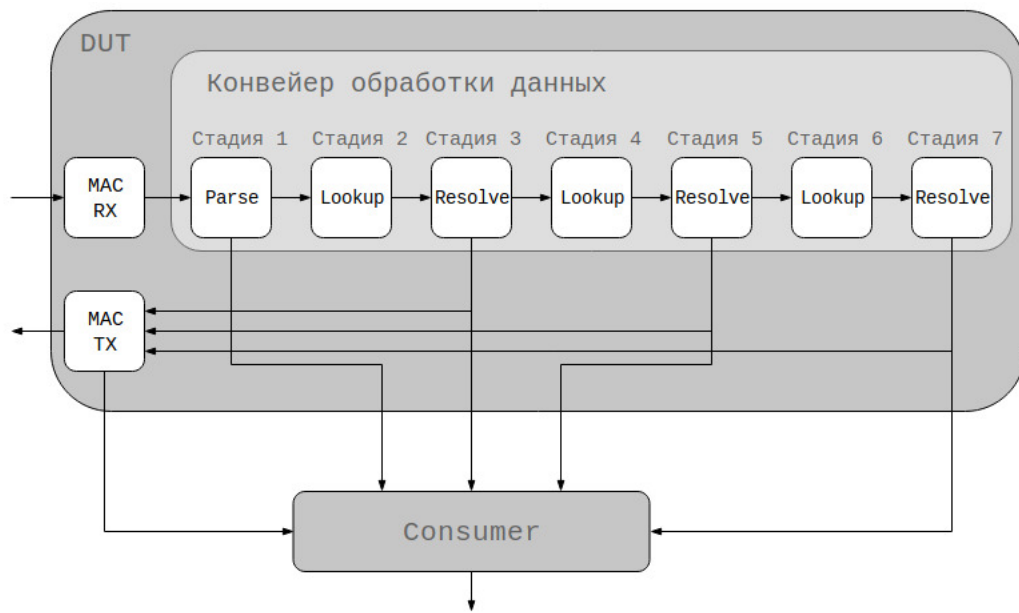 DUT
Конвейер обработки данных
Стадия 1 Стадия 2 Стадия 3 Стадия 4 Стадия 5 Стадия 6 Стадия 7
MAC
RX
Parse Lookup Resolve Lookup Resolve Lookup Resolve
MAC
TX
Consumer